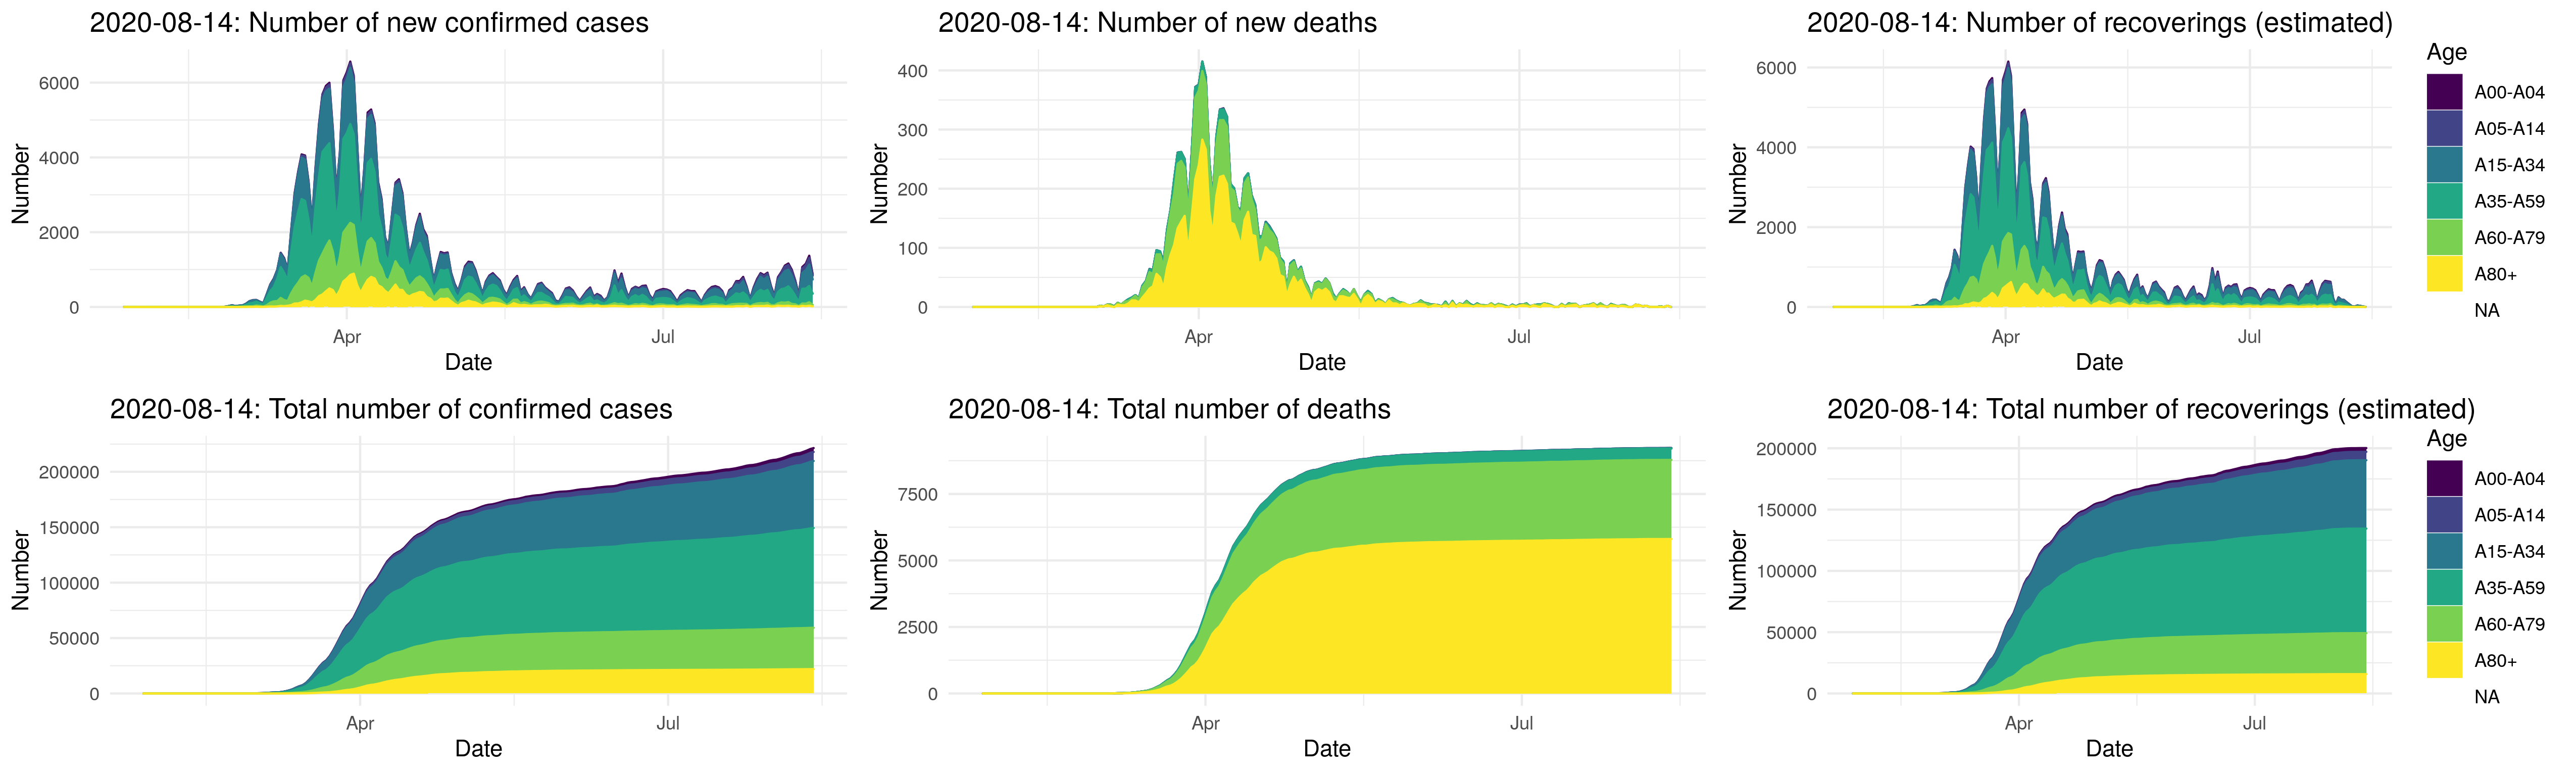 2020-08-14: Number of new confirmed cases
Number
6000
4000
2000
0
Apr
Jul
Date
2020-08-14: Number of new deaths
Number
400
300
200
100
0
Apr
Jul
Date
2020-08-14: Number of recoverings (estimated)
Number
6000
4000
2000
0
Apr
Jul
Date
Age
A00-A04
A05-A14
A15-A34
A35-A59
A60-A79
A80+
NA
2020-08-14: Total number of confirmed cases
Number
200000
150000
100000
50000
0
Apr
Jul
Date
2020-08-14: Total number of deaths
Number
7500
5000
2500
0
Apr
Jul
Date
2020-08-14: Total number of recoverings (estimated)
Number
200000
150000
100000
50000
0
Apr
Jul
Date
Age
A00-A04
A05-A14
A15-A34
A35-A59
A60-A79
A80+
NA